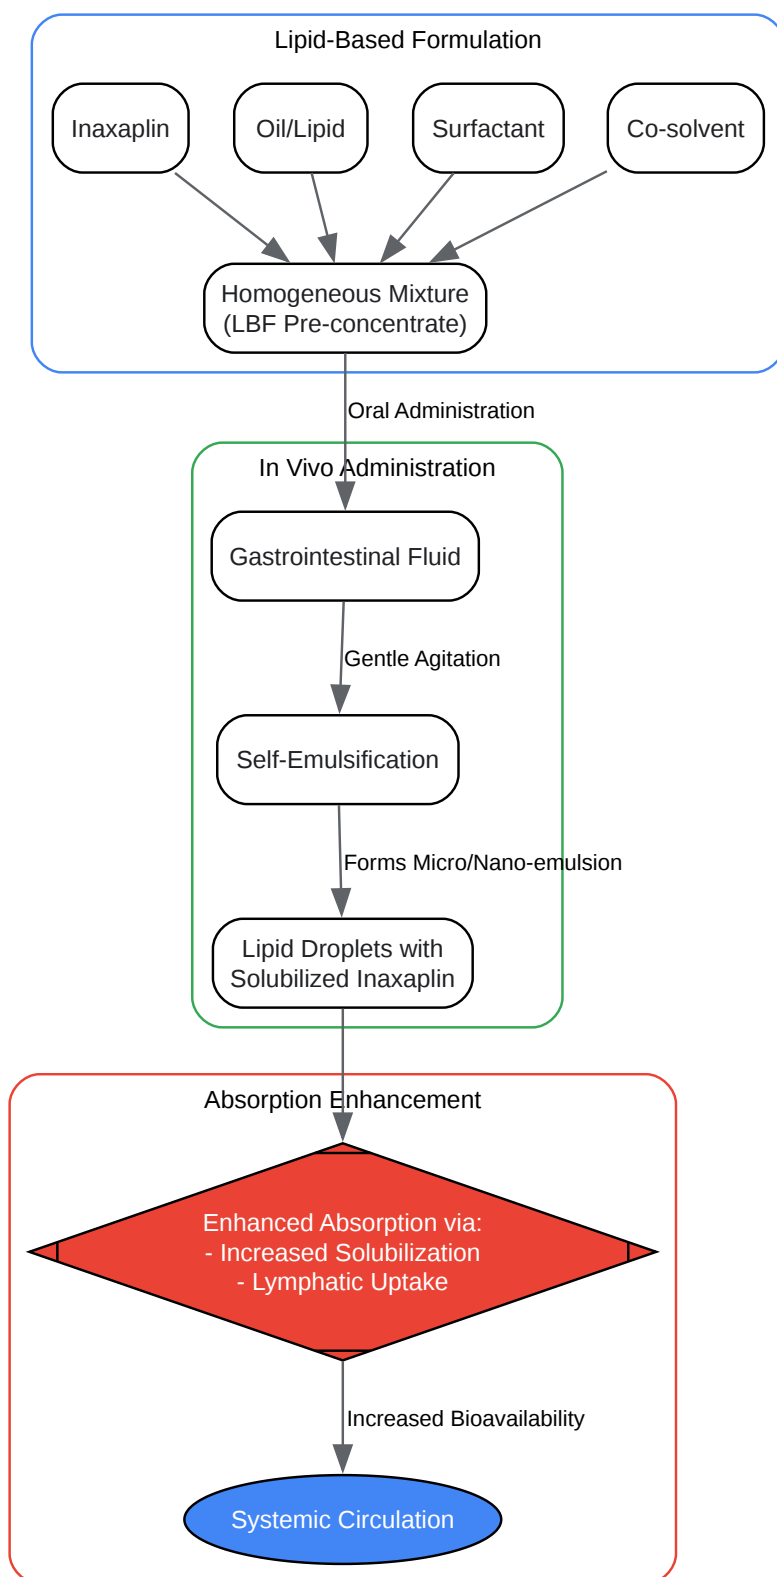 Lipid-Based Formulation
Inaxaplin
Oil/Lipid
Surfactant
Co-solvent
Homogeneous Mixture
(LBF Pre-concentrate)
Oral Administration
In Vivo Administration
Gastrointestinal Fluid
Gentle Agitation
Self-Emulsification
Forms Micro/Nano-emulsion
Lipid Droplets with
Solubilized Inaxaplin
Absorption Enhancement
Enhanced Absorption via:
- Increased Solubilization
- Lymphatic Uptake
Increased Bioavailability
Systemic Circulation